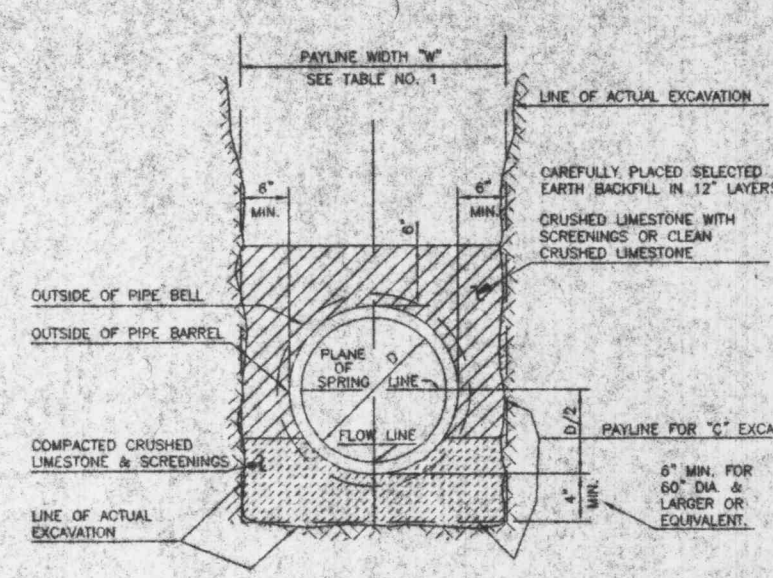 PAYLINE WIDTH "W"
SEE TABLE NO. 1
LINE OF ACTUAL EXCAVATION
CAREFULLY PLACED SELECTED
EARTH BACKFILL IN 12" LAYERS
6"
MIN.
6"
MIN.
6"
CRUSHED LIMESTONE WITH
SCREENINGS OR CLEAN
CRUSHED LIMESTONE
OUTSIDE OF PIPE BELL
OUTSIDE OF PIPE BARREL
PLANE
OF
SPRING LINE
D
D/2
FLOW LINE
PAYLINE FOR "C" EXCA
COMPACTED CRUSHED
LIMESTONE & SCREENINGS
6" MIN. FOR
60" DIA. &
LARGER OR
EQUIVALENT.
4"
MIN.
LINE OF ACTUAL
EXCAVATION